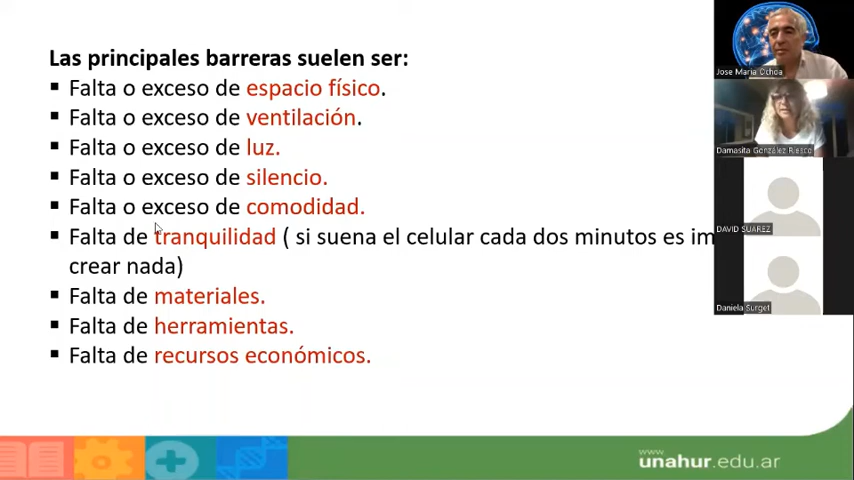 Las principales barreras suelen ser:
▪ Falta o exceso de espacio físico.
▪ Falta o exceso de ventilación.
▪ Falta o exceso de luz.
▪ Falta o exceso de silencio.
▪ Falta o exceso de comodidad.
▪ Falta de tranquilidad ( si suena el celular cada dos minutos es im
crear nada)
▪ Falta de materiales.
▪ Falta de herramientas.
▪ Falta de recursos económicos.
Jose Maria Ochoa
Damasita González Riesco
DAVID SUAREZ
Daniela Surget
www
unahur.edu.ar